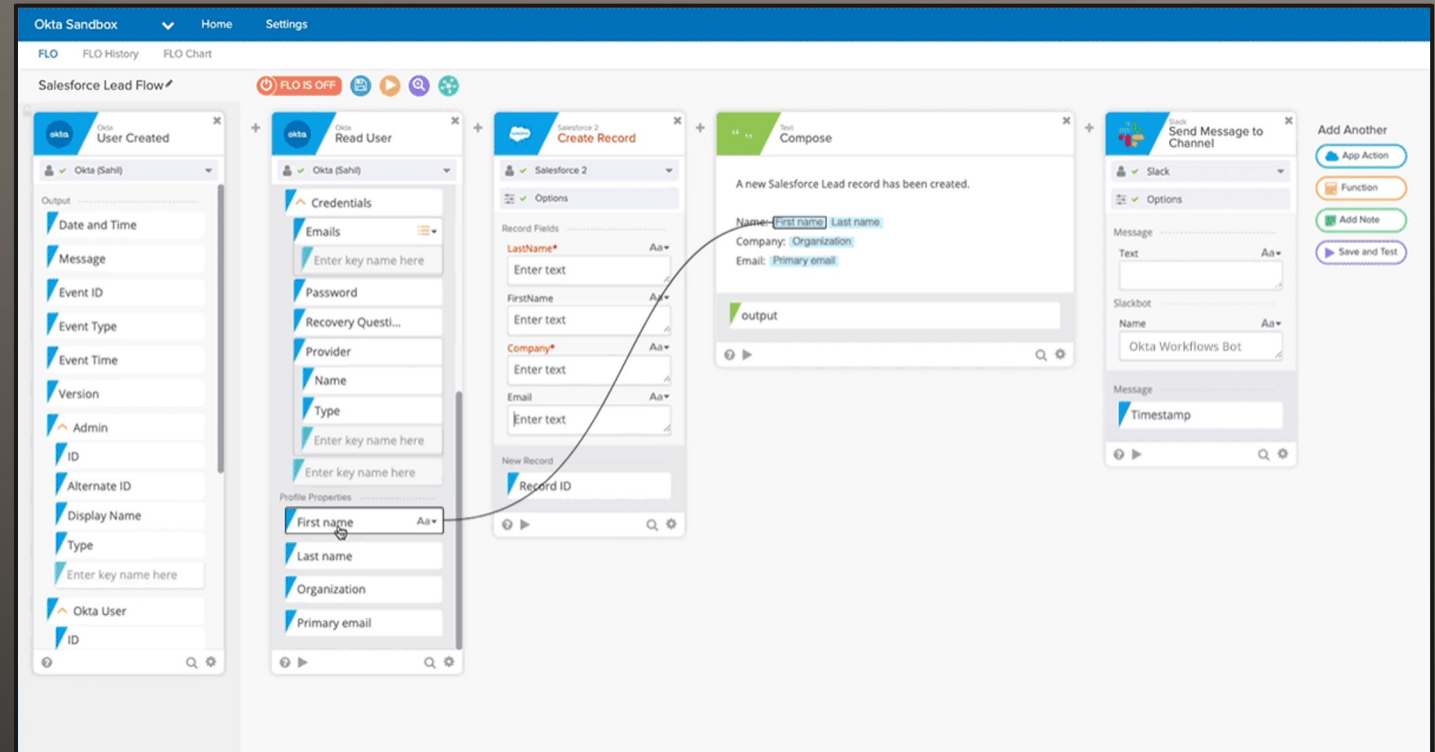 Okta Sandbox
Home
Settings
FLO
FLO History
FLO Chart
Salesforce Lead Flow
FLO IS OFF
okta
Okta
User Created
Okta (Sahil)
Output
Date and Time
Message
Event ID
Event Type
Event Time
Version
Admin
ID
Alternate ID
Display Name
Type
Enter key name here
Okta User
ID
okta
Okta
Read User
Okta (Sahil)
Credentials
Emails
Enter key name here
Password
Recovery Questi...
Provider
Name
Type
Enter key name here
Enter key name here
Profile Properties
First name Aa
Last name
Organization
Primary email
salesforce
Salesforce 2
Create Record
Salesforce 2
Options
Record Fields
LastName* Aa
Enter text
FirstName Aa
Enter text
Company* Aa
Enter text
Email Aa
Enter text
New Record
Record ID
“ ”
Text
Compose
A new Salesforce Lead record has been created.
Name: First name Last name
Company: Organization
Email: Primary email
output
Slack
Send Message to
Channel
Slack
Options
Message
Text Aa
Slackbot
Name Aa
Okta Workflows Bot
Message
Timestamp
Add Another
App Action
Function
Add Note
Save and Test